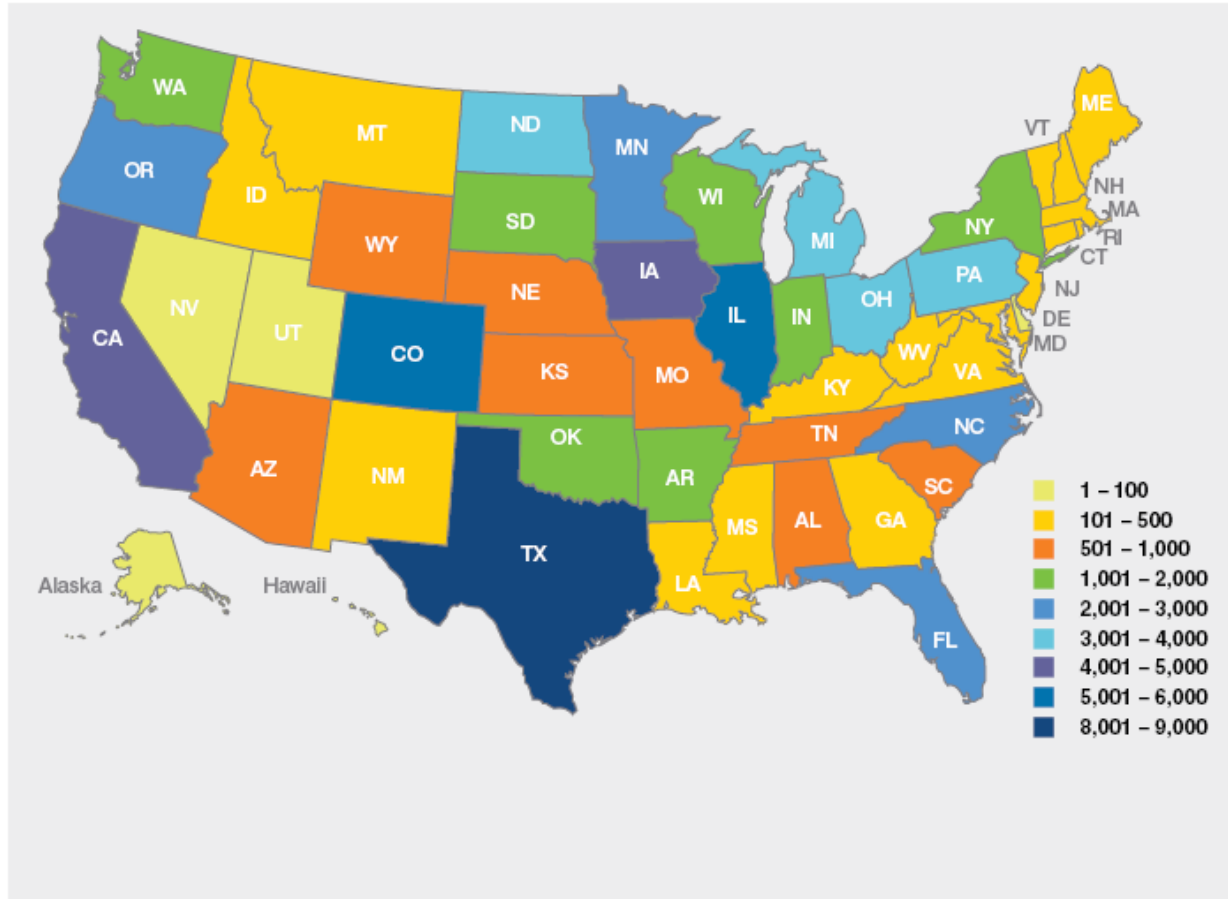 WA
MT
ND
MN
ME
VT
OR
ID
SD
WI
NH
MA
NY
RI
CT
WY
MI
PA
IA
NE
OH
NJ
NV
UT
CA
CO
IL
IN
DE
MD
WV
VA
KS
MO
KY
TN
NC
OK
AZ
NM
AR
SC
MS
AL
GA
TX
LA
FL
Alaska
Hawaii
1 – 100
101 – 500
501 – 1,000
1,001 – 2,000
2,001 – 3,000
3,001 – 4,000
4,001 – 5,000
5,001 – 6,000
8,001 – 9,000